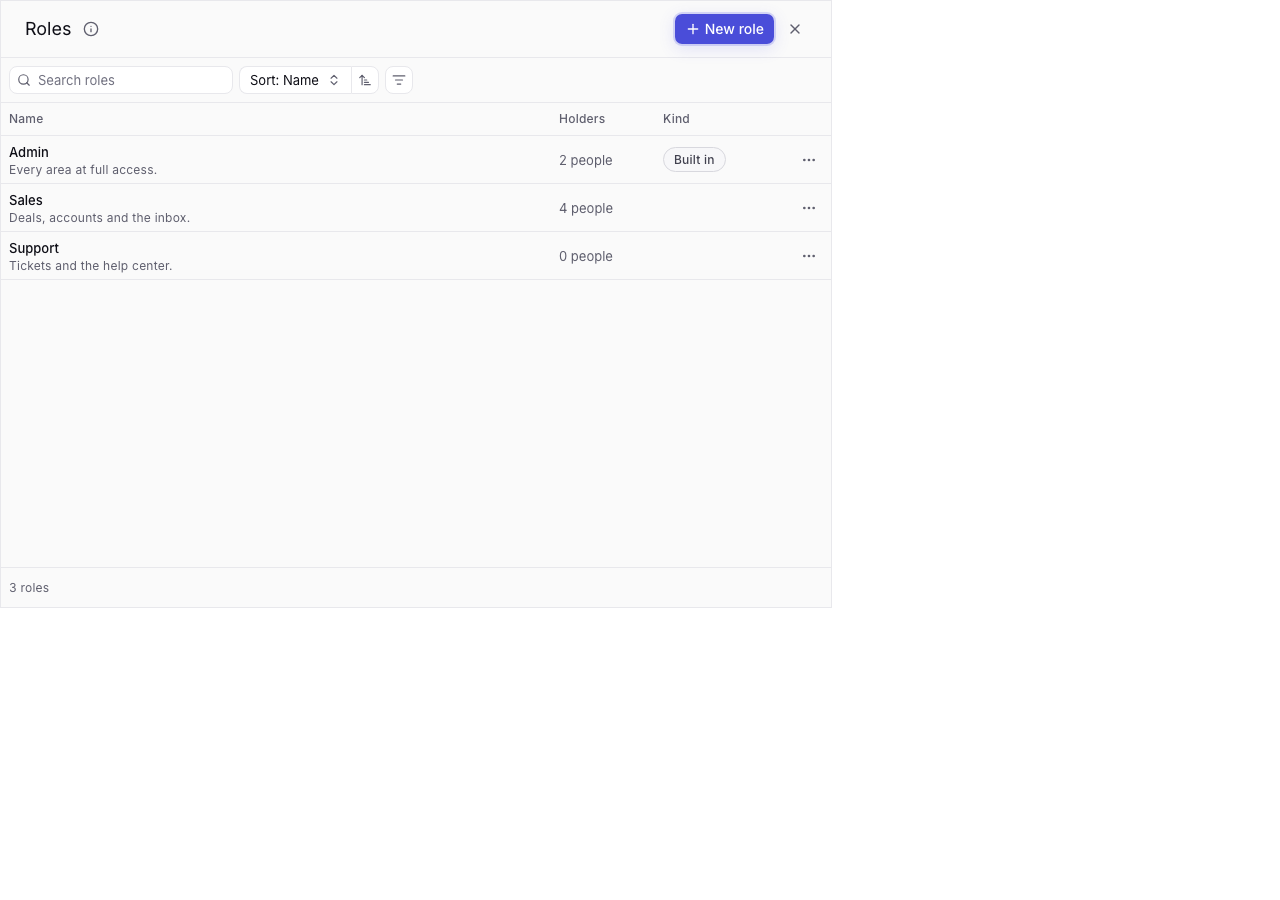 Roles
New role
Search roles
Sort: Name
Name Holders Kind
Admin
Every area at full access.
2 people
Built in
Sales
Deals, accounts and the inbox.
4 people
Support
Tickets and the help center.
0 people
3 roles